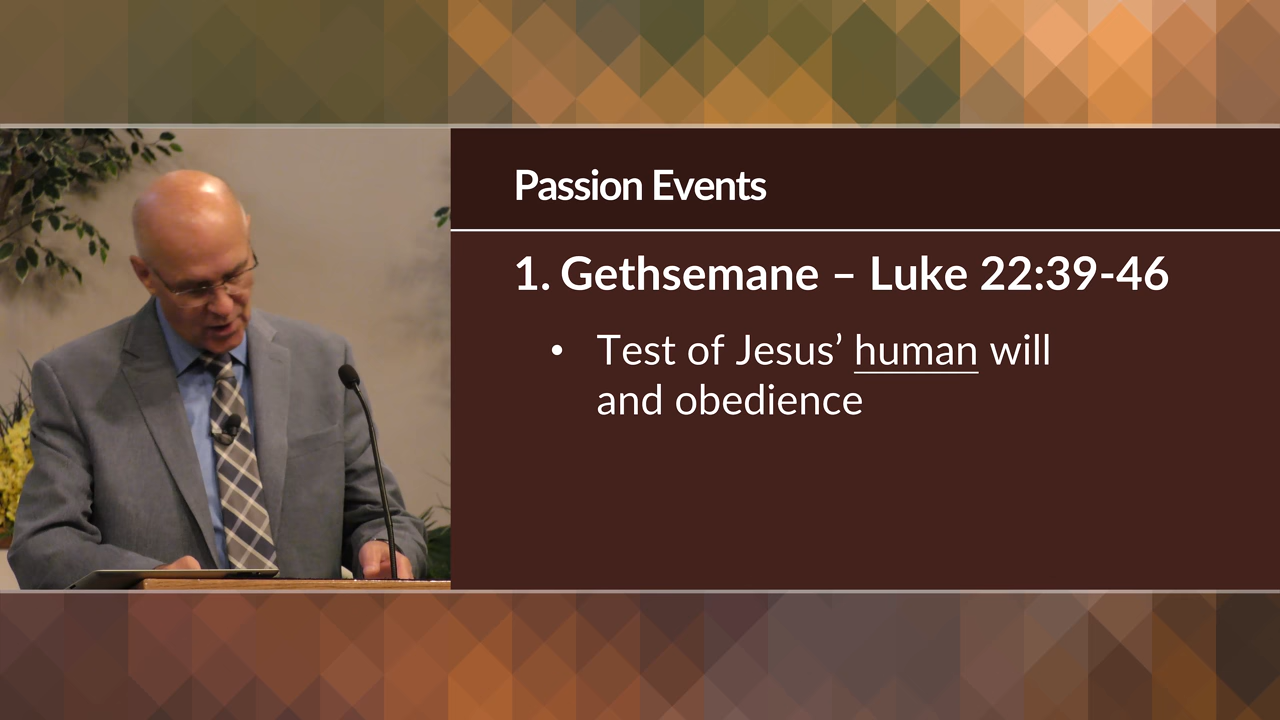 Passion Events
1. Gethsemane – Luke 22:39-46
• Test of Jesus’ human will
and obedience